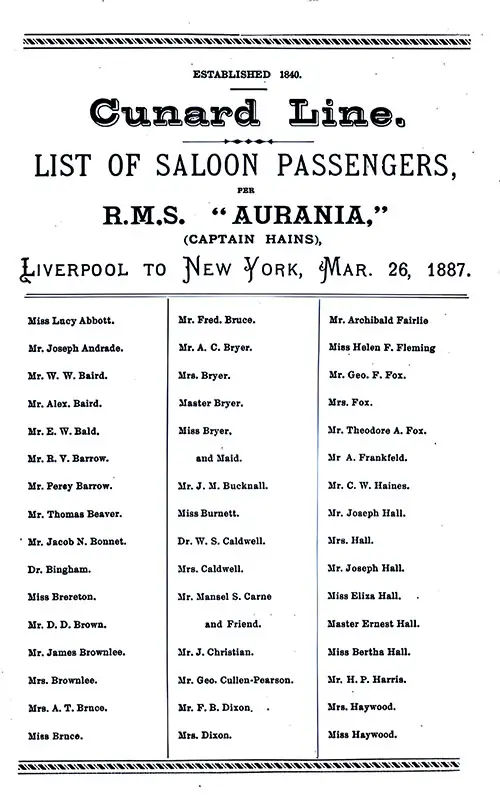 ESTABLISHED 1840.
Cunard Line.
LIST OF SALOON PASSENGERS,
PER
R.M.S. "AURANIA,"
(CAPTAIN HAINS),
LIVERPOOL TO NEW YORK, MAR. 26, 1887.
Miss Lucy Abbott.
Mr. Joseph Andrade.
Mr. W. W. Baird.
Mr. Alex. Baird.
Mr. E. W. Bald.
Mr. R. V. Barrow.
Mr. Percy Barrow.
Mr. Thomas Beaver.
Mr. Jacob N. Bonnet.
Dr. Bingham.
Miss Brereton.
Mr. D. D. Brown.
Mr. James Brownlee.
Mrs. Brownlee.
Mrs. A. T. Bruce.
Miss Bruce.
Mr. Fred. Bruce.
Mr. A. C. Bryer.
Mrs. Bryer.
Master Bryer.
Miss Bryer.
and Maid.
Mr. J. M. Bucknall.
Miss Burnett.
Dr. W. S. Caldwell.
Mrs. Caldwell.
Mr. Mansel S. Carne
and Friend.
Mr. J. Christian.
Mr. Geo. Cullen-Pearson.
Mr. F. B. Dixon.
Mrs. Dixon.
Mr. Archibald Fairlie
Miss Helen F. Fleming
Mr. Geo. F. Fox.
Mrs. Fox.
Mr. Theodore A. Fox.
Mr A. Frankfeld.
Mr. C. W. Haines.
Mr. Joseph Hall.
Mrs. Hall.
Mr. Joseph Hall.
Miss Eliza Hall.
Master Ernest Hall.
Miss Bertha Hall.
Mr. H. P. Harris.
Mrs. Haywood.
Miss Haywood.